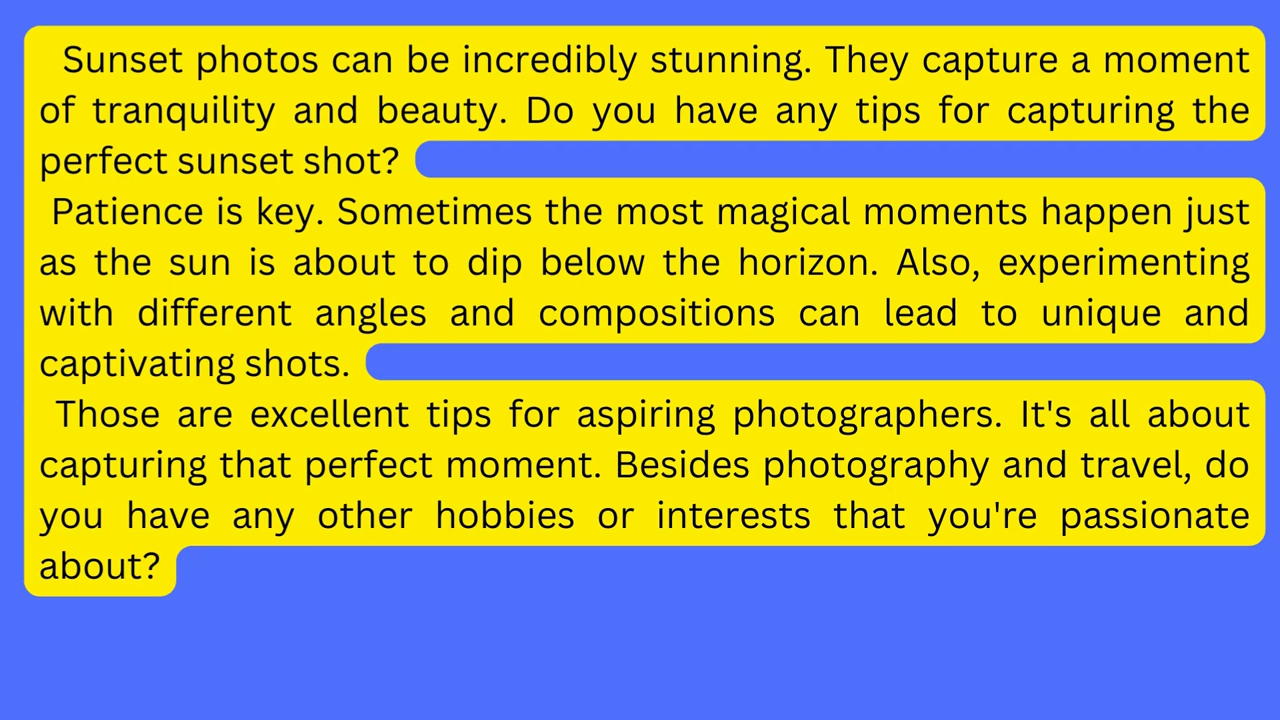 Sunset photos can be incredibly stunning. They capture a moment
of tranquility and beauty. Do you have any tips for capturing the
perfect sunset shot?
Patience is key. Sometimes the most magical moments happen just
as the sun is about to dip below the horizon. Also, experimenting
with different angles and compositions can lead to unique and
captivating shots.
Those are excellent tips for aspiring photographers. It's all about
capturing that perfect moment. Besides photography and travel, do
you have any other hobbies or interests that you're passionate
about?